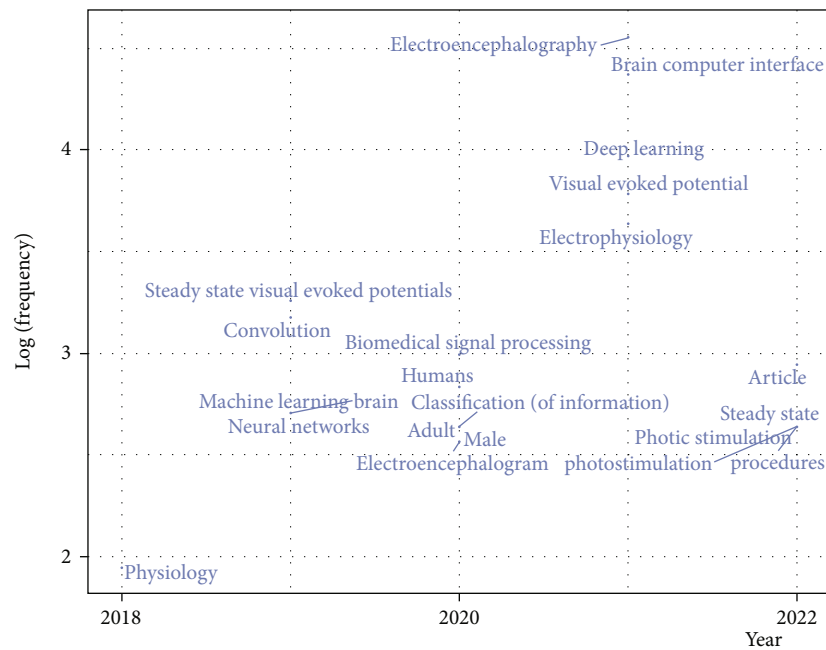 Electroencephalography
Brain computer interface
4
Deep learning
Visual evoked potential
Electrophysiology
Log (frequency)
Steady state visual evoked potentials
Convolution
Biomedical signal processing
3
Humans
Article
Machine learning brain
Classification (of information)
Steady state
Neural networks
Adult
Male
Photic stimulation
Electroencephalogram
photostimulation
procedures
2
Physiology
2018
2020
2022
Year